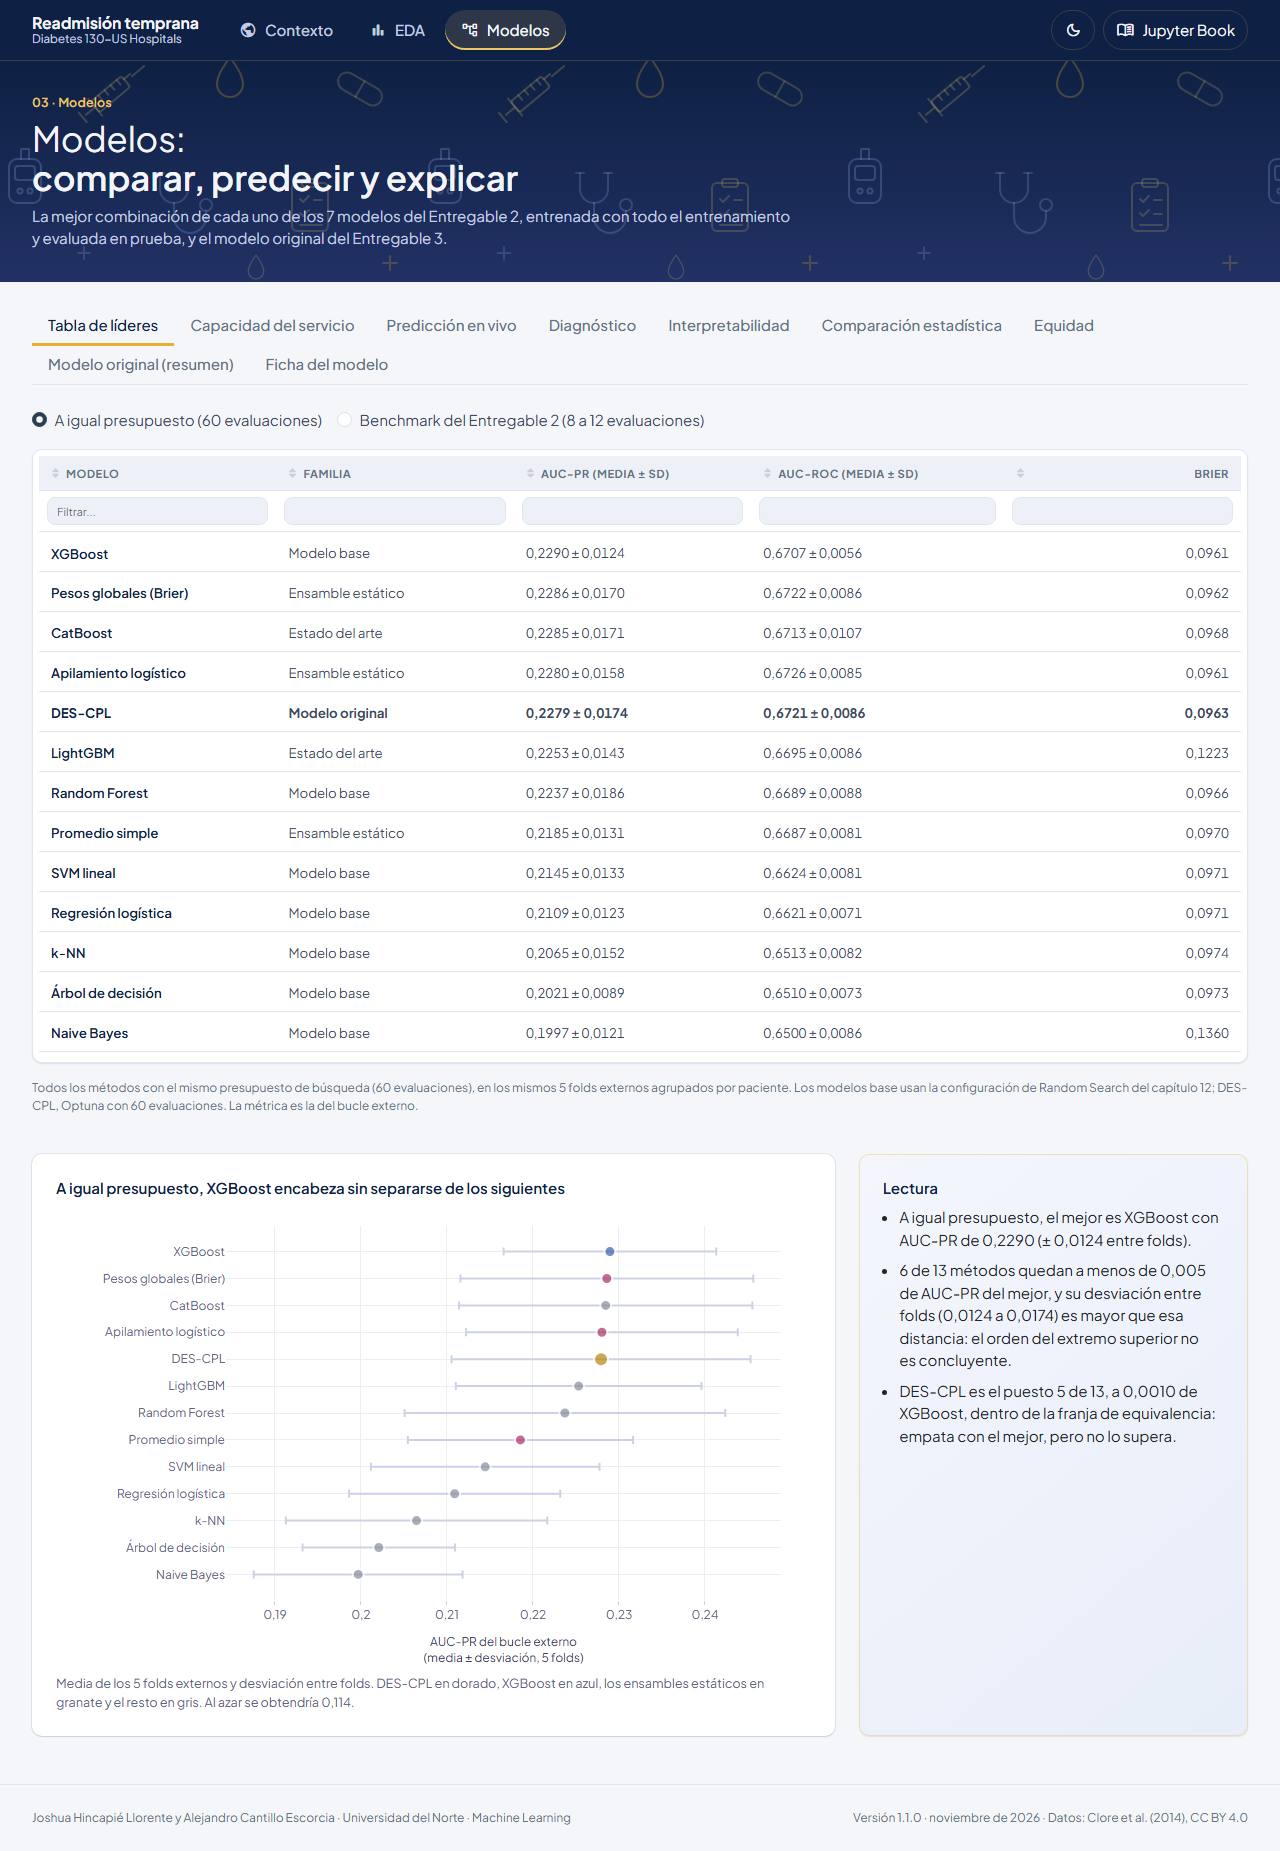 Readmisión temprana
Diabetes 130-US Hospitals
Contexto
EDA
Modelos
Jupyter Book
03 · Modelos
Modelos:
comparar, predecir y explicar
La mejor combinación de cada uno de los 7 modelos del Entregable 2, entrenada con todo el entrenamiento
y evaluada en prueba, y el modelo original del Entregable 3.
Tabla de líderes
Capacidad del servicio
Predicción en vivo
Diagnóstico
Interpretabilidad
Comparación estadística
Equidad
Modelo original (resumen)
Ficha del modelo
A igual presupuesto (60 evaluaciones)
Benchmark del Entregable 2 (8 a 12 evaluaciones)
MODELO FAMILIA AUC-PR (MEDIA ± SD) AUC-ROC (MEDIA ± SD) BRIER
Filtrar...
XGBoost Modelo base 0,2290 ± 0,0124 0,6707 ± 0,0056 0,0961
Pesos globales (Brier) Ensamble estático 0,2286 ± 0,0170 0,6722 ± 0,0086 0,0962
CatBoost Estado del arte 0,2285 ± 0,0171 0,6713 ± 0,0107 0,0968
Apilamiento logístico Ensamble estático 0,2280 ± 0,0158 0,6726 ± 0,0085 0,0961
DES-CPL Modelo original 0,2279 ± 0,0174 0,6721 ± 0,0086 0,0963
LightGBM Estado del arte 0,2253 ± 0,0143 0,6695 ± 0,0086 0,1223
Random Forest Modelo base 0,2237 ± 0,0186 0,6689 ± 0,0088 0,0966
Promedio simple Ensamble estático 0,2185 ± 0,0131 0,6687 ± 0,0081 0,0970
SVM lineal Modelo base 0,2145 ± 0,0133 0,6624 ± 0,0081 0,0971
Regresión logística Modelo base 0,2109 ± 0,0123 0,6621 ± 0,0071 0,0971
k-NN Modelo base 0,2065 ± 0,0152 0,6513 ± 0,0082 0,0974
Árbol de decisión Modelo base 0,2021 ± 0,0089 0,6510 ± 0,0073 0,0973
Naive Bayes Modelo base 0,1997 ± 0,0121 0,6500 ± 0,0086 0,1360
Todos los métodos con el mismo presupuesto de búsqueda (60 evaluaciones), en los mismos 5 folds externos agrupados por paciente. Los modelos base usan la configuración de Random Search del capítulo 12; DES-
CPL, Optuna con 60 evaluaciones. La métrica es la del bucle externo.
A igual presupuesto, XGBoost encabeza sin separarse de los siguientes
XGBoost
Pesos globales (Brier)
CatBoost
Apilamiento logístico
DES-CPL
LightGBM
Random Forest
Promedio simple
SVM lineal
Regresión logística
k-NN
Árbol de decisión
Naive Bayes
0,19 0,2 0,21 0,22 0,23 0,24
AUC-PR del bucle externo
(media ± desviación, 5 folds)
Media de los 5 folds externos y desviación entre folds. DES-CPL en dorado, XGBoost en azul, los ensambles estáticos en
granate y el resto en gris. Al azar se obtendría 0,114.
Lectura
• A igual presupuesto, el mejor es XGBoost con
AUC-PR de 0,2290 (± 0,0124 entre folds).
• 6 de 13 métodos quedan a menos de 0,005
de AUC-PR del mejor, y su desviación entre
folds (0,0124 a 0,0174) es mayor que esa
distancia: el orden del extremo superior no
es concluyente.
• DES-CPL es el puesto 5 de 13, a 0,0010 de
XGBoost, dentro de la franja de equivalencia:
empata con el mejor, pero no lo supera.
Joshua Hincapié Llorente y Alejandro Cantillo Escorcia · Universidad del Norte · Machine Learning
Versión 1.1.0 · noviembre de 2026 · Datos: Clore et al. (2014), CC BY 4.0